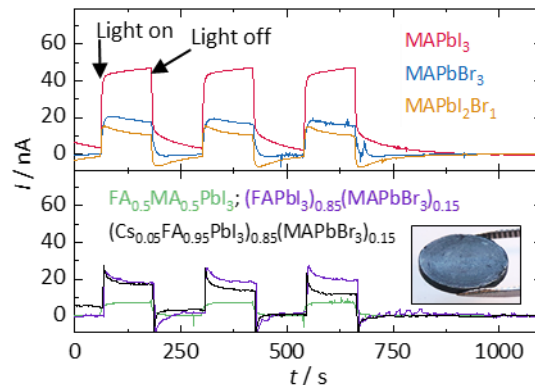 Light on
Light off
MAPbI₃
MAPbBr₃
MAPbI₂Br₁
60
40
20
0
I / nA
FA₀.₅MA₀.₅PbI₃; (FAPbI₃)₀.₈₅(MAPbBr₃)₀.₁₅
(Cs₀.₀₅FA₀.₉₅PbI₃)₀.₈₅(MAPbBr₃)₀.₁₅
60
40
20
0
I / nA
0 250 500 750 1000
t / s